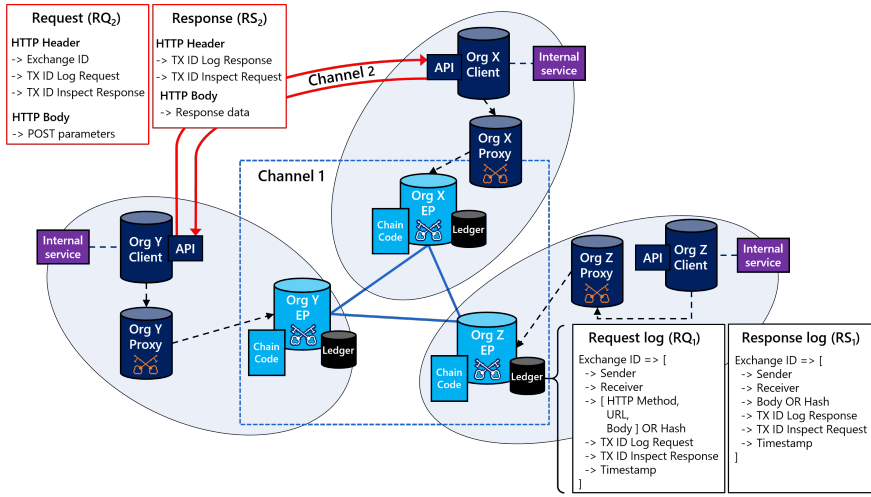 Request (RQ2)
HTTP Header
-> Exchange ID
-> TX ID Log Request
-> TX ID Inspect Response
HTTP Body
-> POST parameters
Response (RS2)
HTTP Header
-> TX ID Log Response
-> TX ID Inspect Request
HTTP Body
-> Response data
Channel 2
API
Org X
Client
Internal
service
Org X
Proxy
Channel 1
Org X
EP
Chain
Code
Ledger
Internal
service
Org Y
Client
API
Org Y
Proxy
Org Y
EP
Chain
Code
Ledger
Org Z
Proxy
API
Org Z
Client
Internal
service
Org Z
EP
Chain
Code
Ledger
Request log (RQ1)
Exchange ID => [
-> Sender
-> Receiver
-> [ HTTP Method,
URL,
Body ] OR Hash
-> TX ID Log Request
-> TX ID Inspect Response
-> Timestamp
]
Response log (RS1)
Exchange ID => [
-> Sender
-> Receiver
-> Body OR Hash
-> TX ID Log Response
-> TX ID Inspect Request
-> Timestamp
]